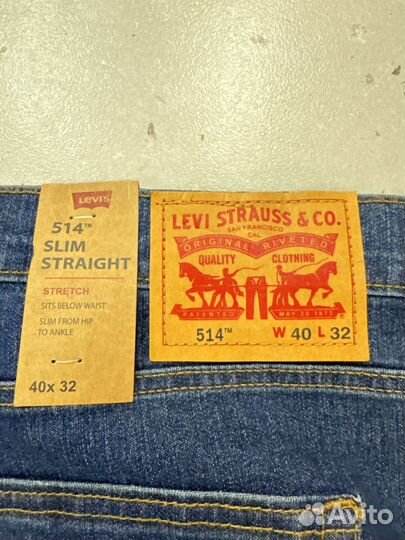 Levi's
514™
SLIM
STRAIGHT
STRETCH
SITS BELOW WAIST
SLIM FROM HIP
TO ANKLE
40x 32
LEVI STRAUSS & CO.
SAN FRANCISCO
CAL
ORIGINAL RIVETED
QUALITY CLOTHING
PATENTED MAY 20 1873
514™ W 40 L 32
Avito